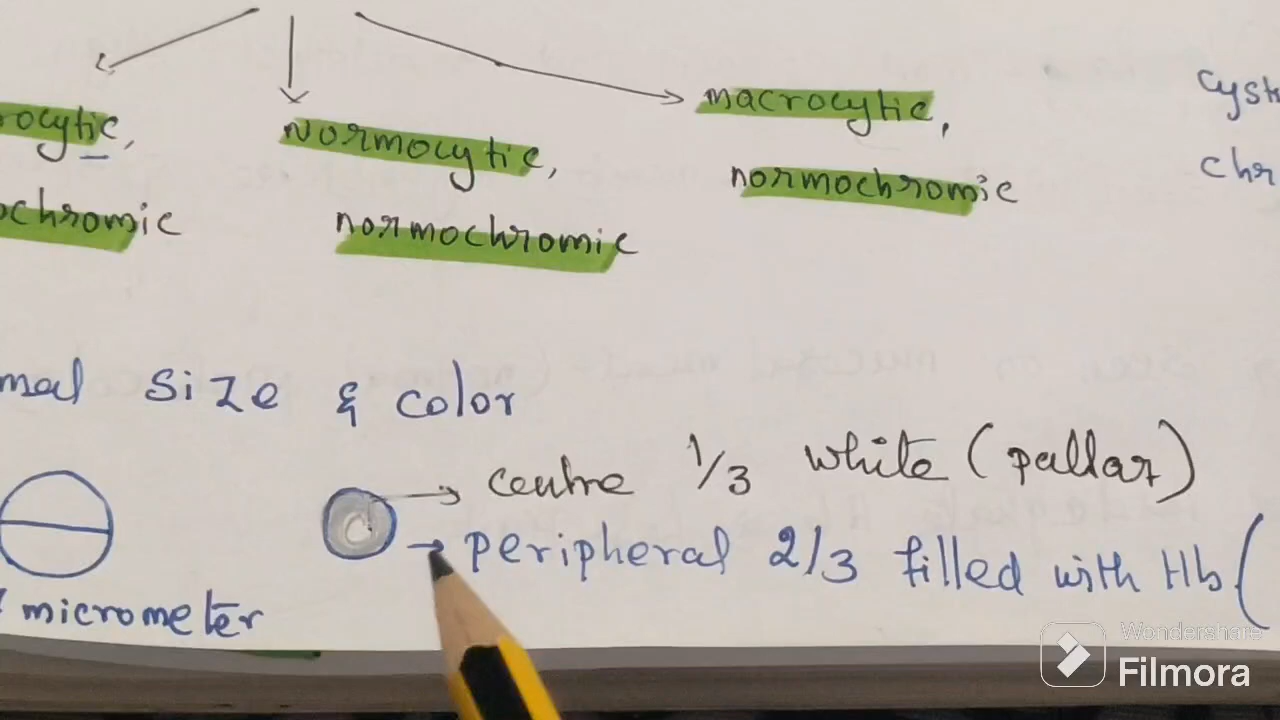 rocytic,
normocytic,
macrocytic,
ochromic
normochromic
normochromic
cyst
chr
mal size & color
centre 1/3 white (pallar)
peripheral 2/3 filled with Hb (
micrometer
Wondershare
Filmora